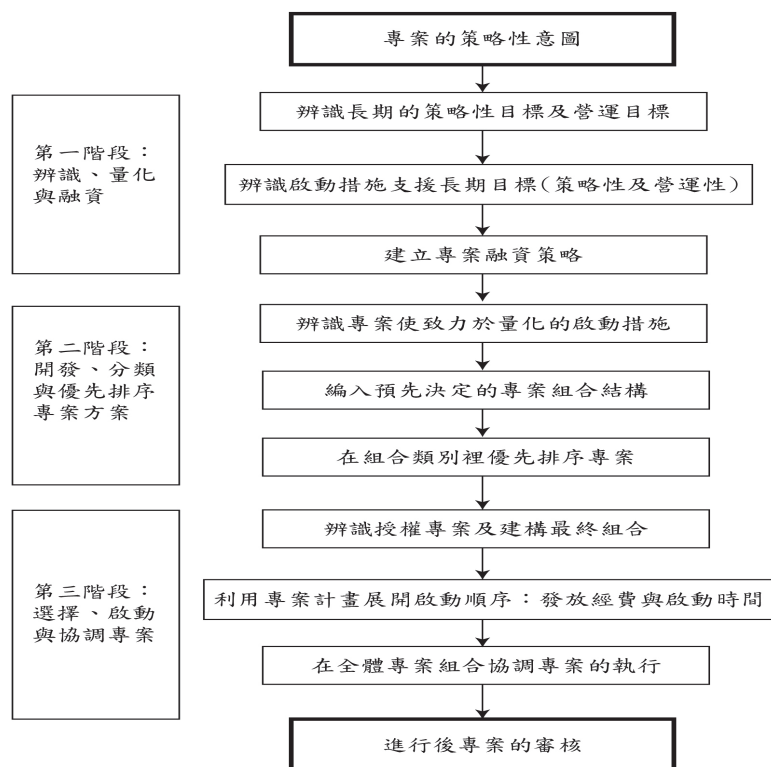 專案的策略性意圖
辨識長期的策略性目標及營運目標
第一階段：
辨識、量化
與融資
辨識啟動措施支援長期目標(策略性及營運性)
建立專案融資策略
辨識專案使致力於量化的啟動措施
第二階段：
開發、分類
與優先排序
專案方案
編入預先決定的專案組合結構
在組合類別裡優先排序專案
辨識授權專案及建構最終組合
第三階段：
選擇、啟動
與協調專案
利用專案計畫展開啟動順序：發放經費與啟動時間
在全體專案組合協調專案的執行
進行後專案的審核